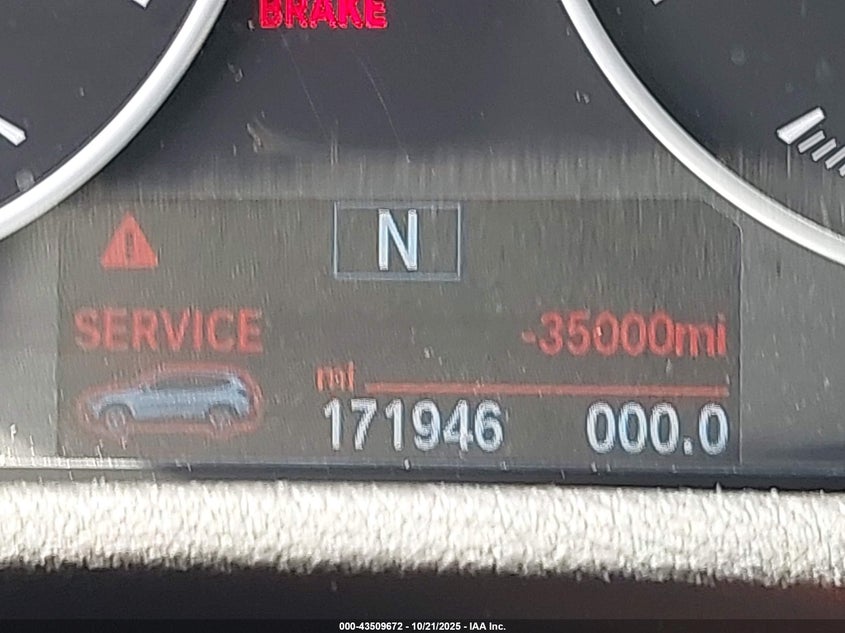 BRAKE
N
SERVICE
-35000mi
mi
171946 000.0
000-43509672 - 10/21/2025 - IAA Inc.